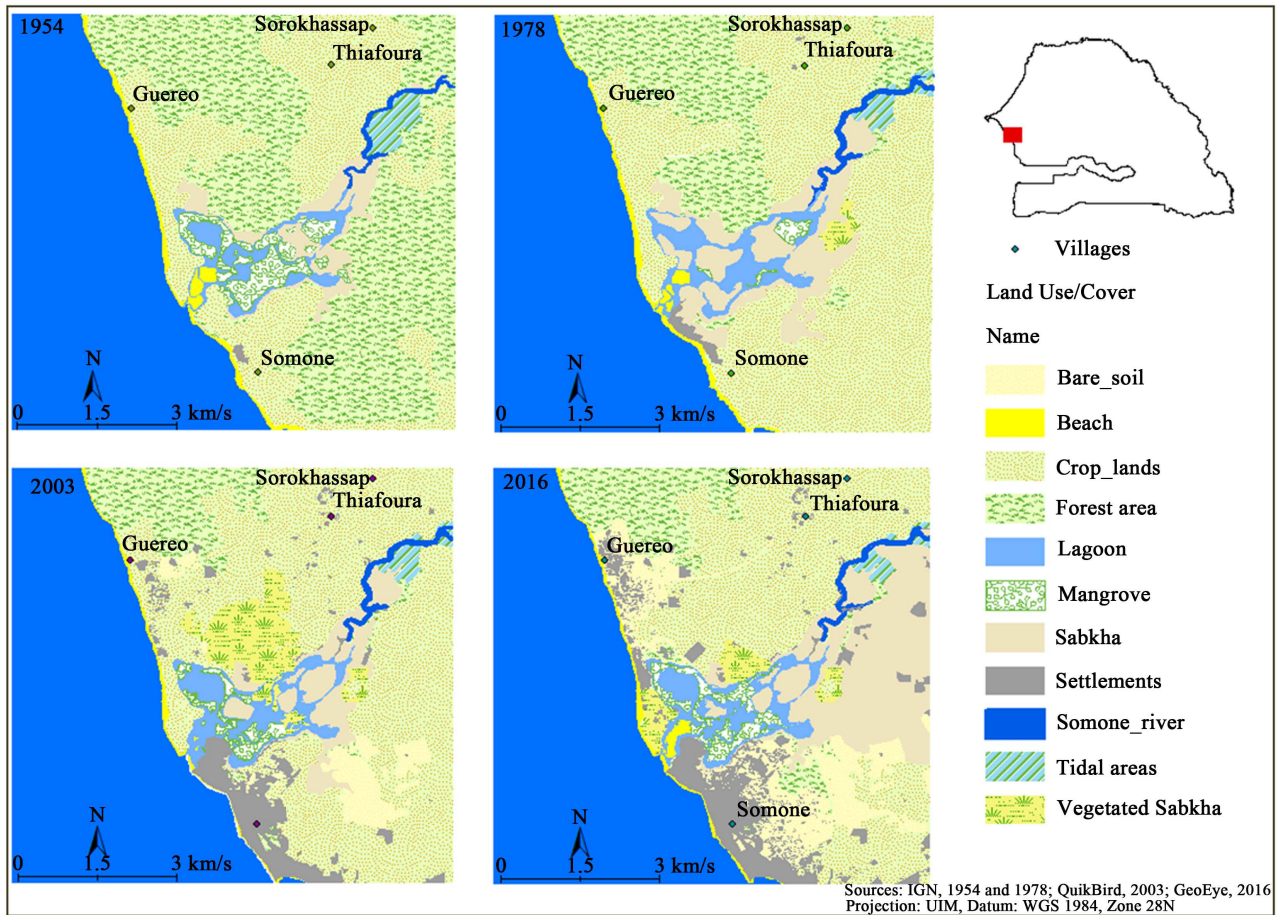 1954
Sorokhassap
Thiafoura
Guereo
Somone
N
0 1.5 3 km/s
1978
Sorokhassap
Thiafoura
Guereo
Somone
N
0 1.5 3 km/s
2003
Sorokhassap
Thiafoura
Guereo
N
0 1.5 3 km/s
2016
Sorokhassap
Thiafoura
Guereo
Somone
N
0 1.5 3 km/s
Villages
Land Use/Cover
Name
Bare_soil
Beach
Crop_lands
Forest area
Lagoon
Mangrove
Sabkha
Settlements
Somone_river
Tidal areas
Vegetated Sabkha
Sources: IGN, 1954 and 1978; QuikBird, 2003; GeoEye, 2016
Projection: UIM, Datum: WGS 1984, Zone 28N